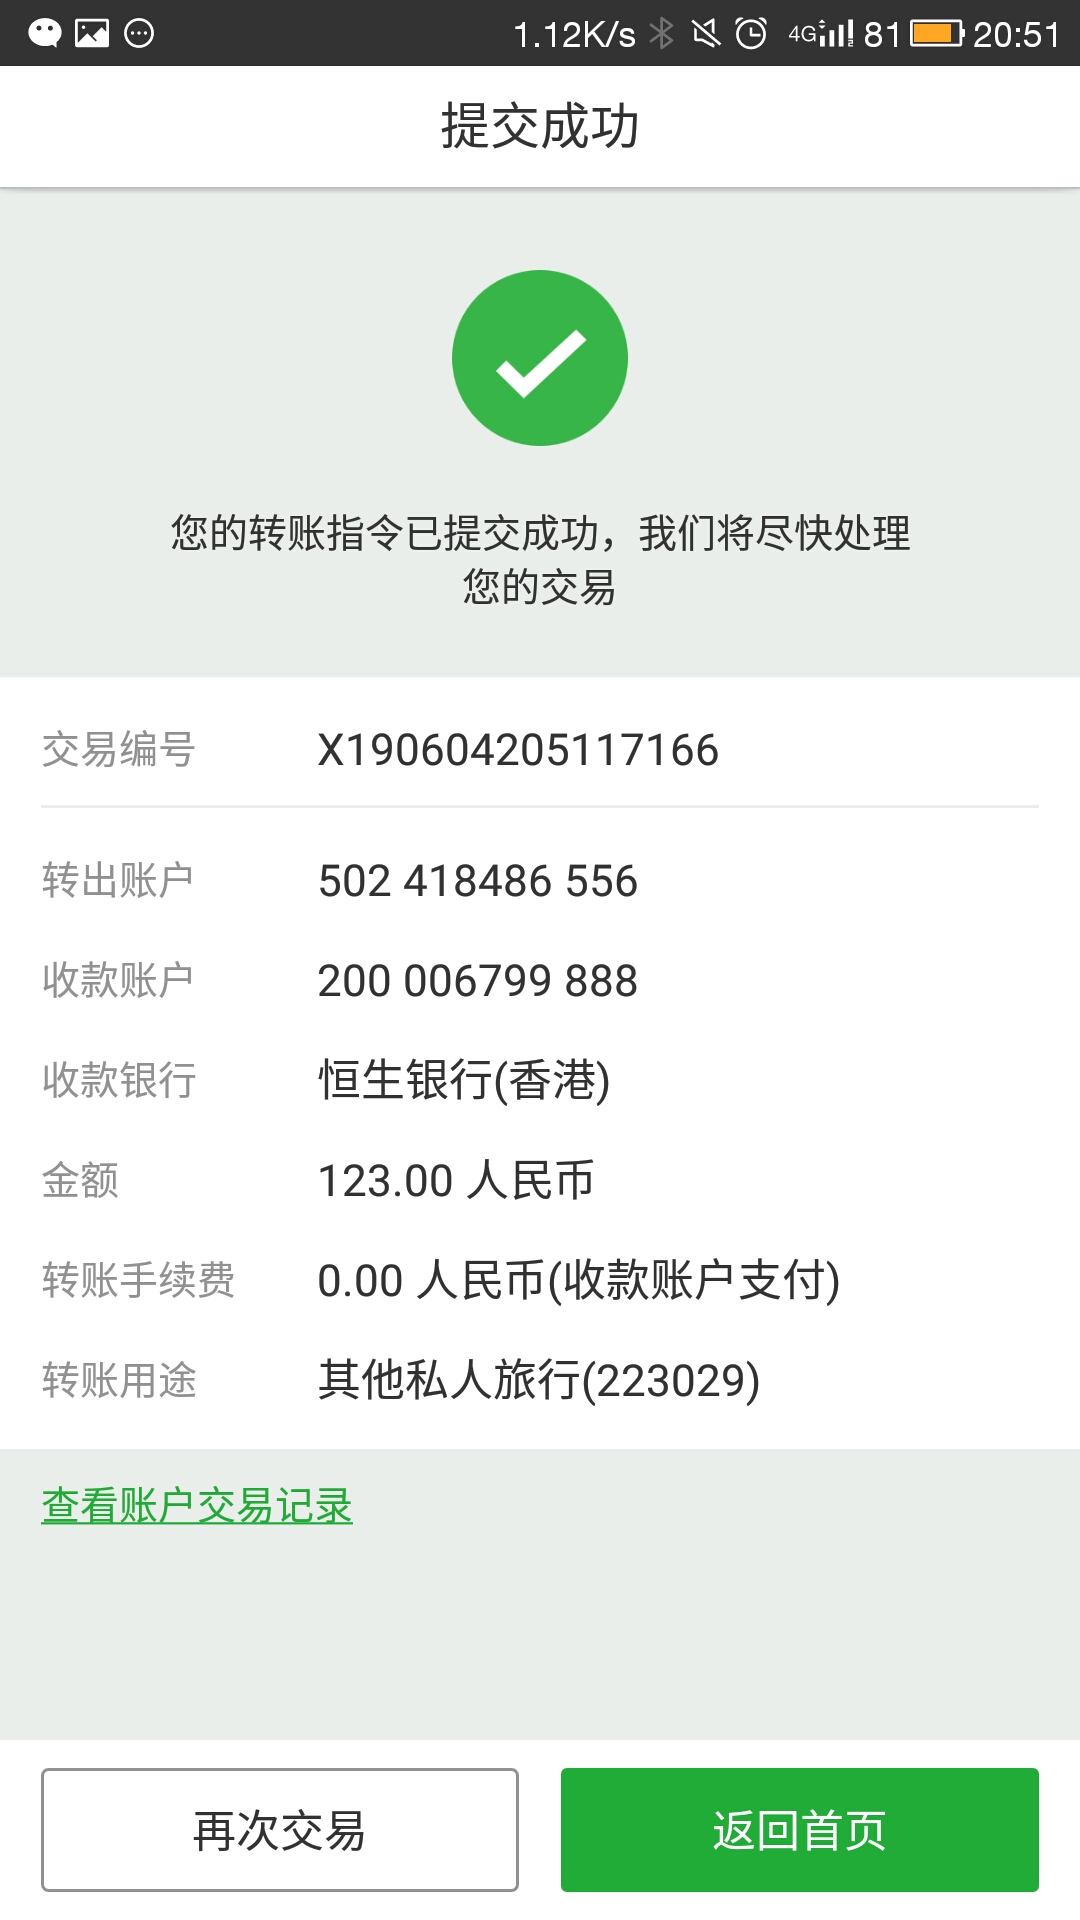 1.12K/s 4G 81 20:51
提交成功
您的转账指令已提交成功，我们将尽快处理
您的交易
交易编号 X190604205117166
转出账户 502 418486 556
收款账户 200 006799 888
收款银行 恒生银行(香港)
金额 123.00 人民币
转账手续费 0.00 人民币(收款账户支付)
转账用途 其他私人旅行(223029)
查看账户交易记录
再次交易 返回首页